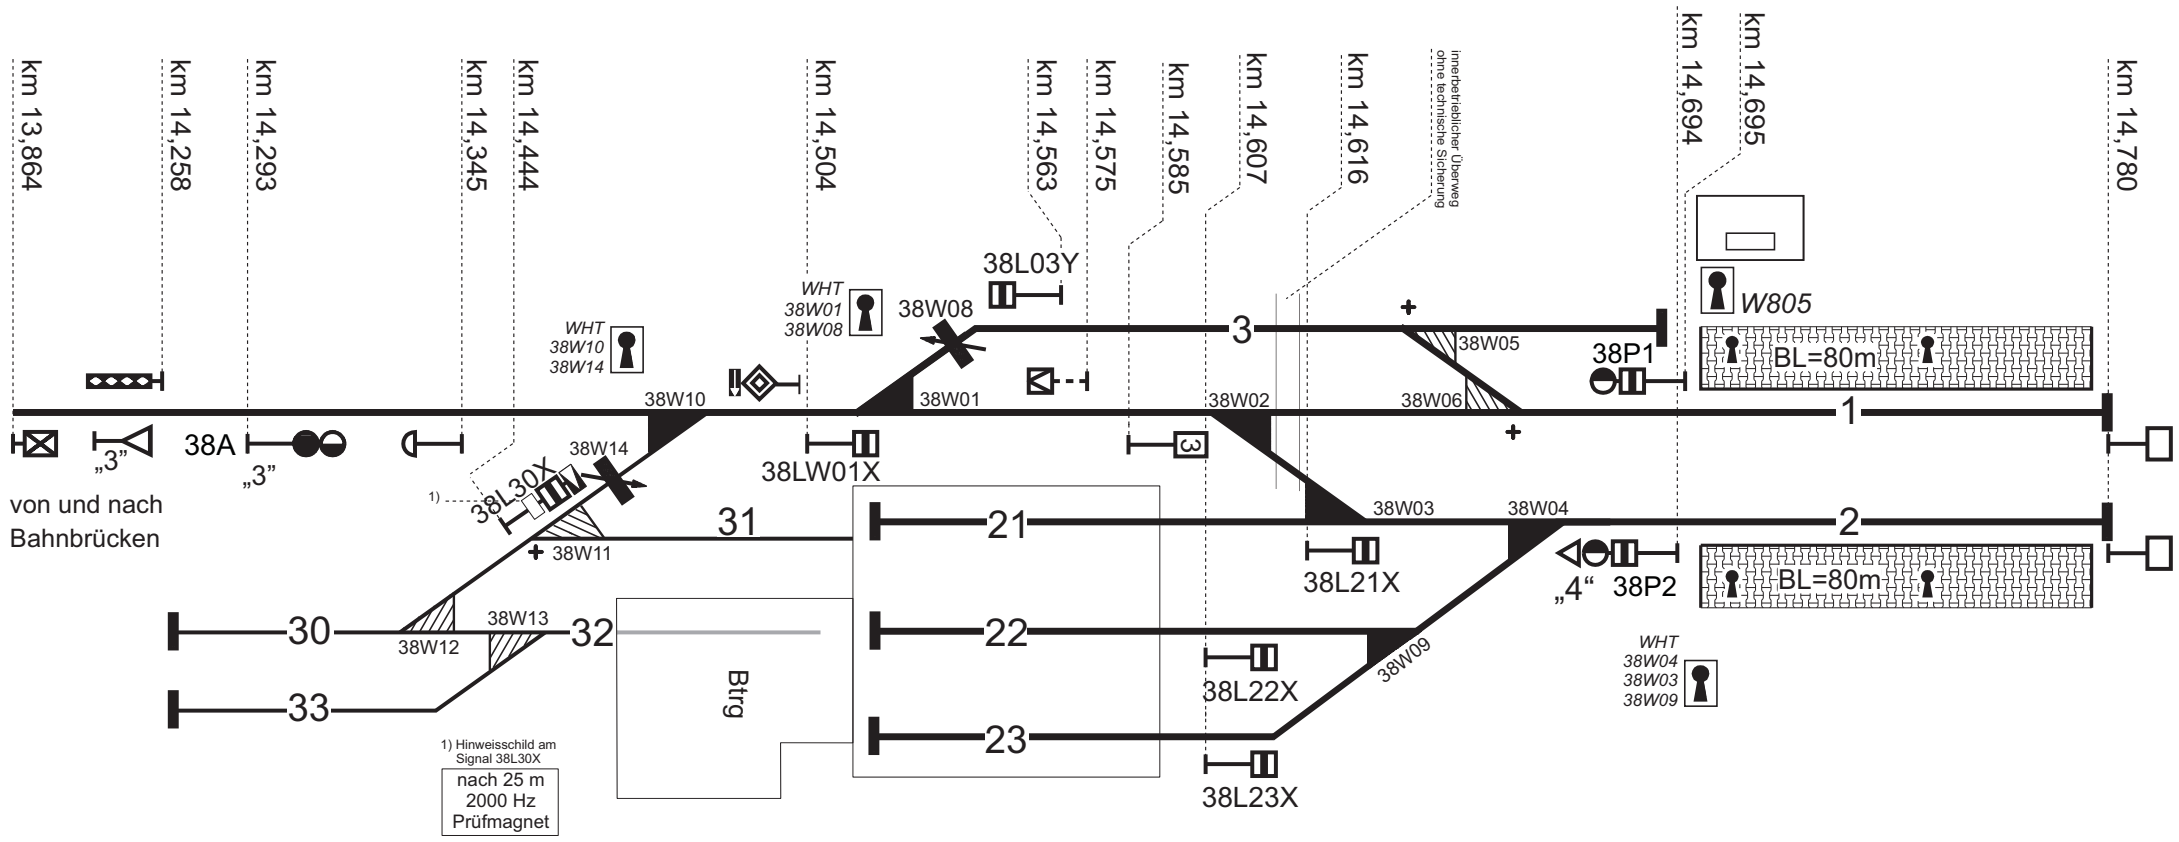 km 13,864
km 14,258
km 14,293
km 14,345
km 14,444
km 14,504
km 14,563
km 14,575
km 14,585
km 14,607
km 14,616
innerbetrieblicher Überweg
ohne technische Sicherung
km 14,694
km 14,695
km 14,780
38L03Y
WHT
38W01
38W08
38W08
WHT
38W10
38W14
3
38W05
38P1
W805
BL=80m
38W10
38W01
38W02
38W06
1
„3”
38A
„3”
38W14
38LW01X
3
von und nach
Bahnbrücken
1)
38L30X
31
38W11
21
38W03
38W04
2
38L21X
„4“
38P2
BL=80m
30
38W12
38W13
32
22
38W09
38L22X
WHT
38W04
38W03
38W09
33
Btrg
23
38L23X
1) Hinweisschild am
Signal 38L30X
nach 25 m
2000 Hz
Prüfmagnet